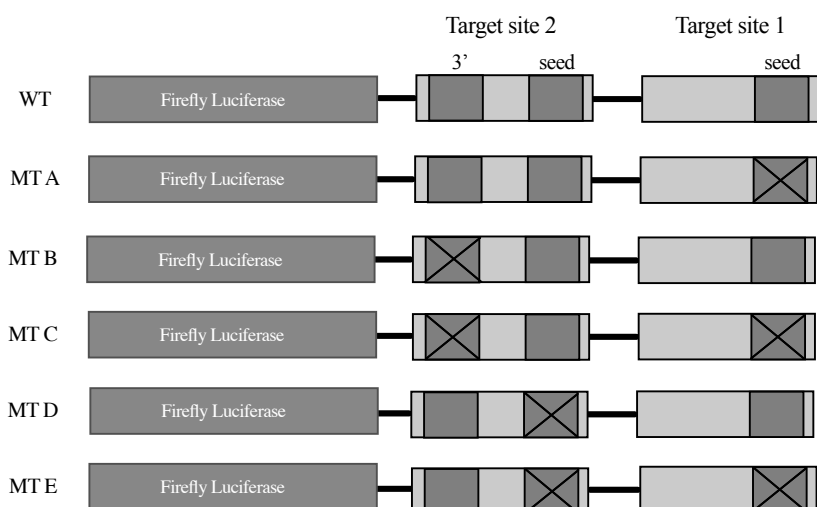 Target site 2 Target site 1
3’ seed seed
WT Firefly Luciferase
MT A Firefly Luciferase
MT B Firefly Luciferase
MT C Firefly Luciferase
MT D Firefly Luciferase
MT E Firefly Luciferase